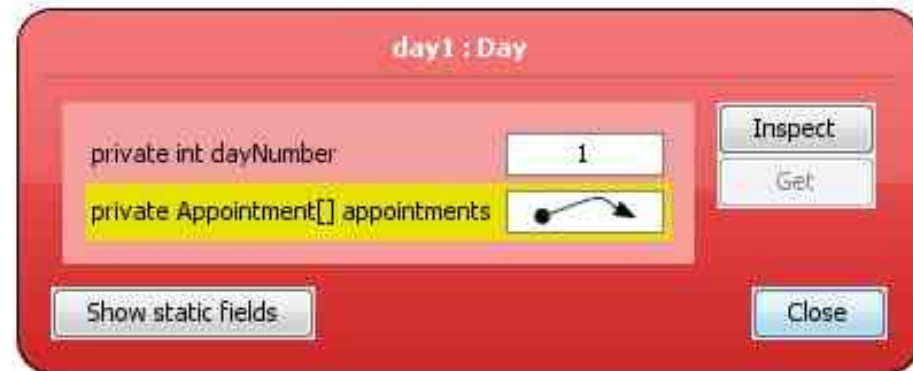 day1 : Day
private int dayNumber 1
Inspect
Get
private Appointment[] appointments
Show static fields
Close